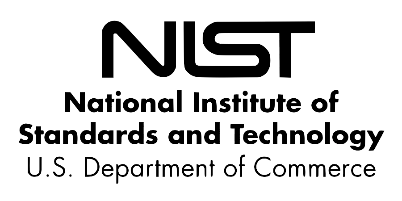 NIST
National Institute of
Standards and Technology
U.S. Department of Commerce